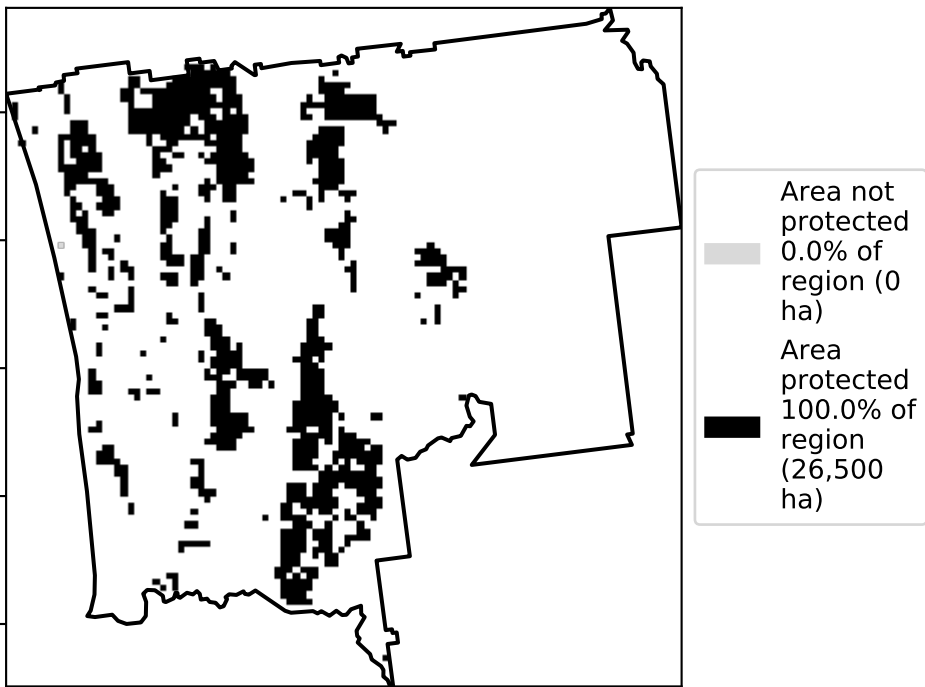 Area not
protected
0.0% of
region (0
ha)
Area
protected
100.0% of
region
(26,500
ha)